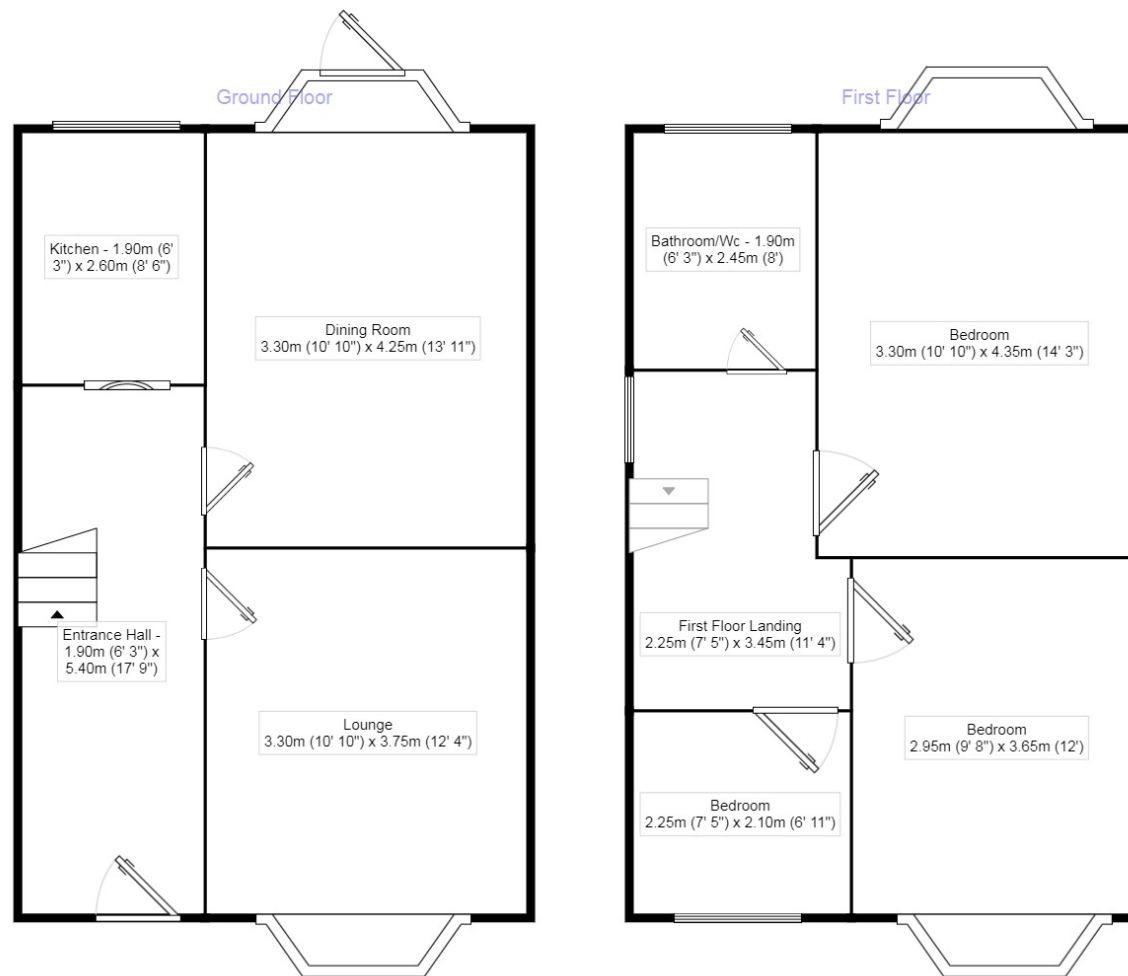 Ground Floor
Kitchen - 1.90m (6'
3") x 2.60m (8' 6")
Dining Room
3.30m (10' 10") x 4.25m (13' 11")
Entrance Hall -
1.90m (6' 3") x
5.40m (17' 9")
Lounge
3.30m (10' 10") x 3.75m (12' 4")
First Floor
Bathroom/Wc - 1.90m
(6' 3") x 2.45m (8')
Bedroom
3.30m (10' 10") x 4.35m (14' 3")
First Floor Landing
2.25m (7' 5") x 3.45m (11' 4")
Bedroom
2.95m (9' 8") x 3.65m (12')
Bedroom
2.25m (7' 5") x 2.10m (6' 11")